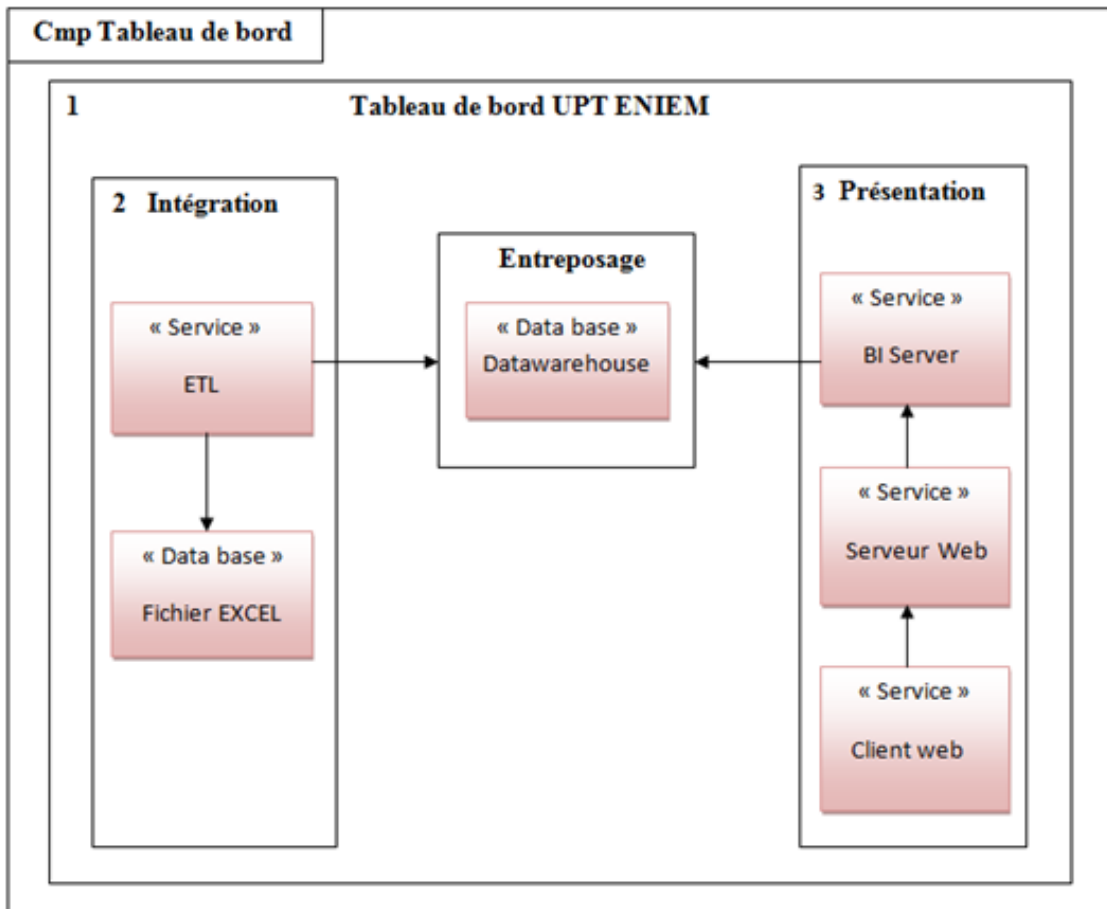 Cmp Tableau de bord
1 Tableau de bord UPT ENIEM
2 Intégration
« Service »
ETL
« Data base »
Fichier EXCEL
Entreposage
« Data base »
Datawarehouse
3 Présentation
« Service »
BI Server
« Service »
Serveur Web
« Service »
Client web